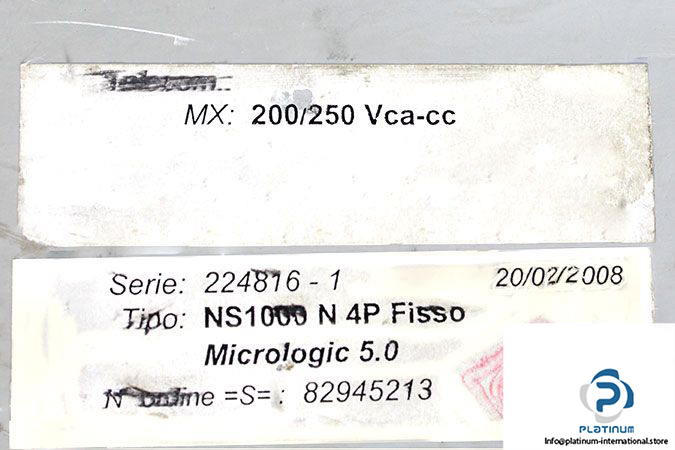 MX: 200/250 Vca-cc
Serie: 224816 - 1
20/02/2008
Tipo: NS1000 N 4P Fisso
Micrologic 5.0
N° online =S= : 82945213
PLATINUM
Info@platinum-international.store